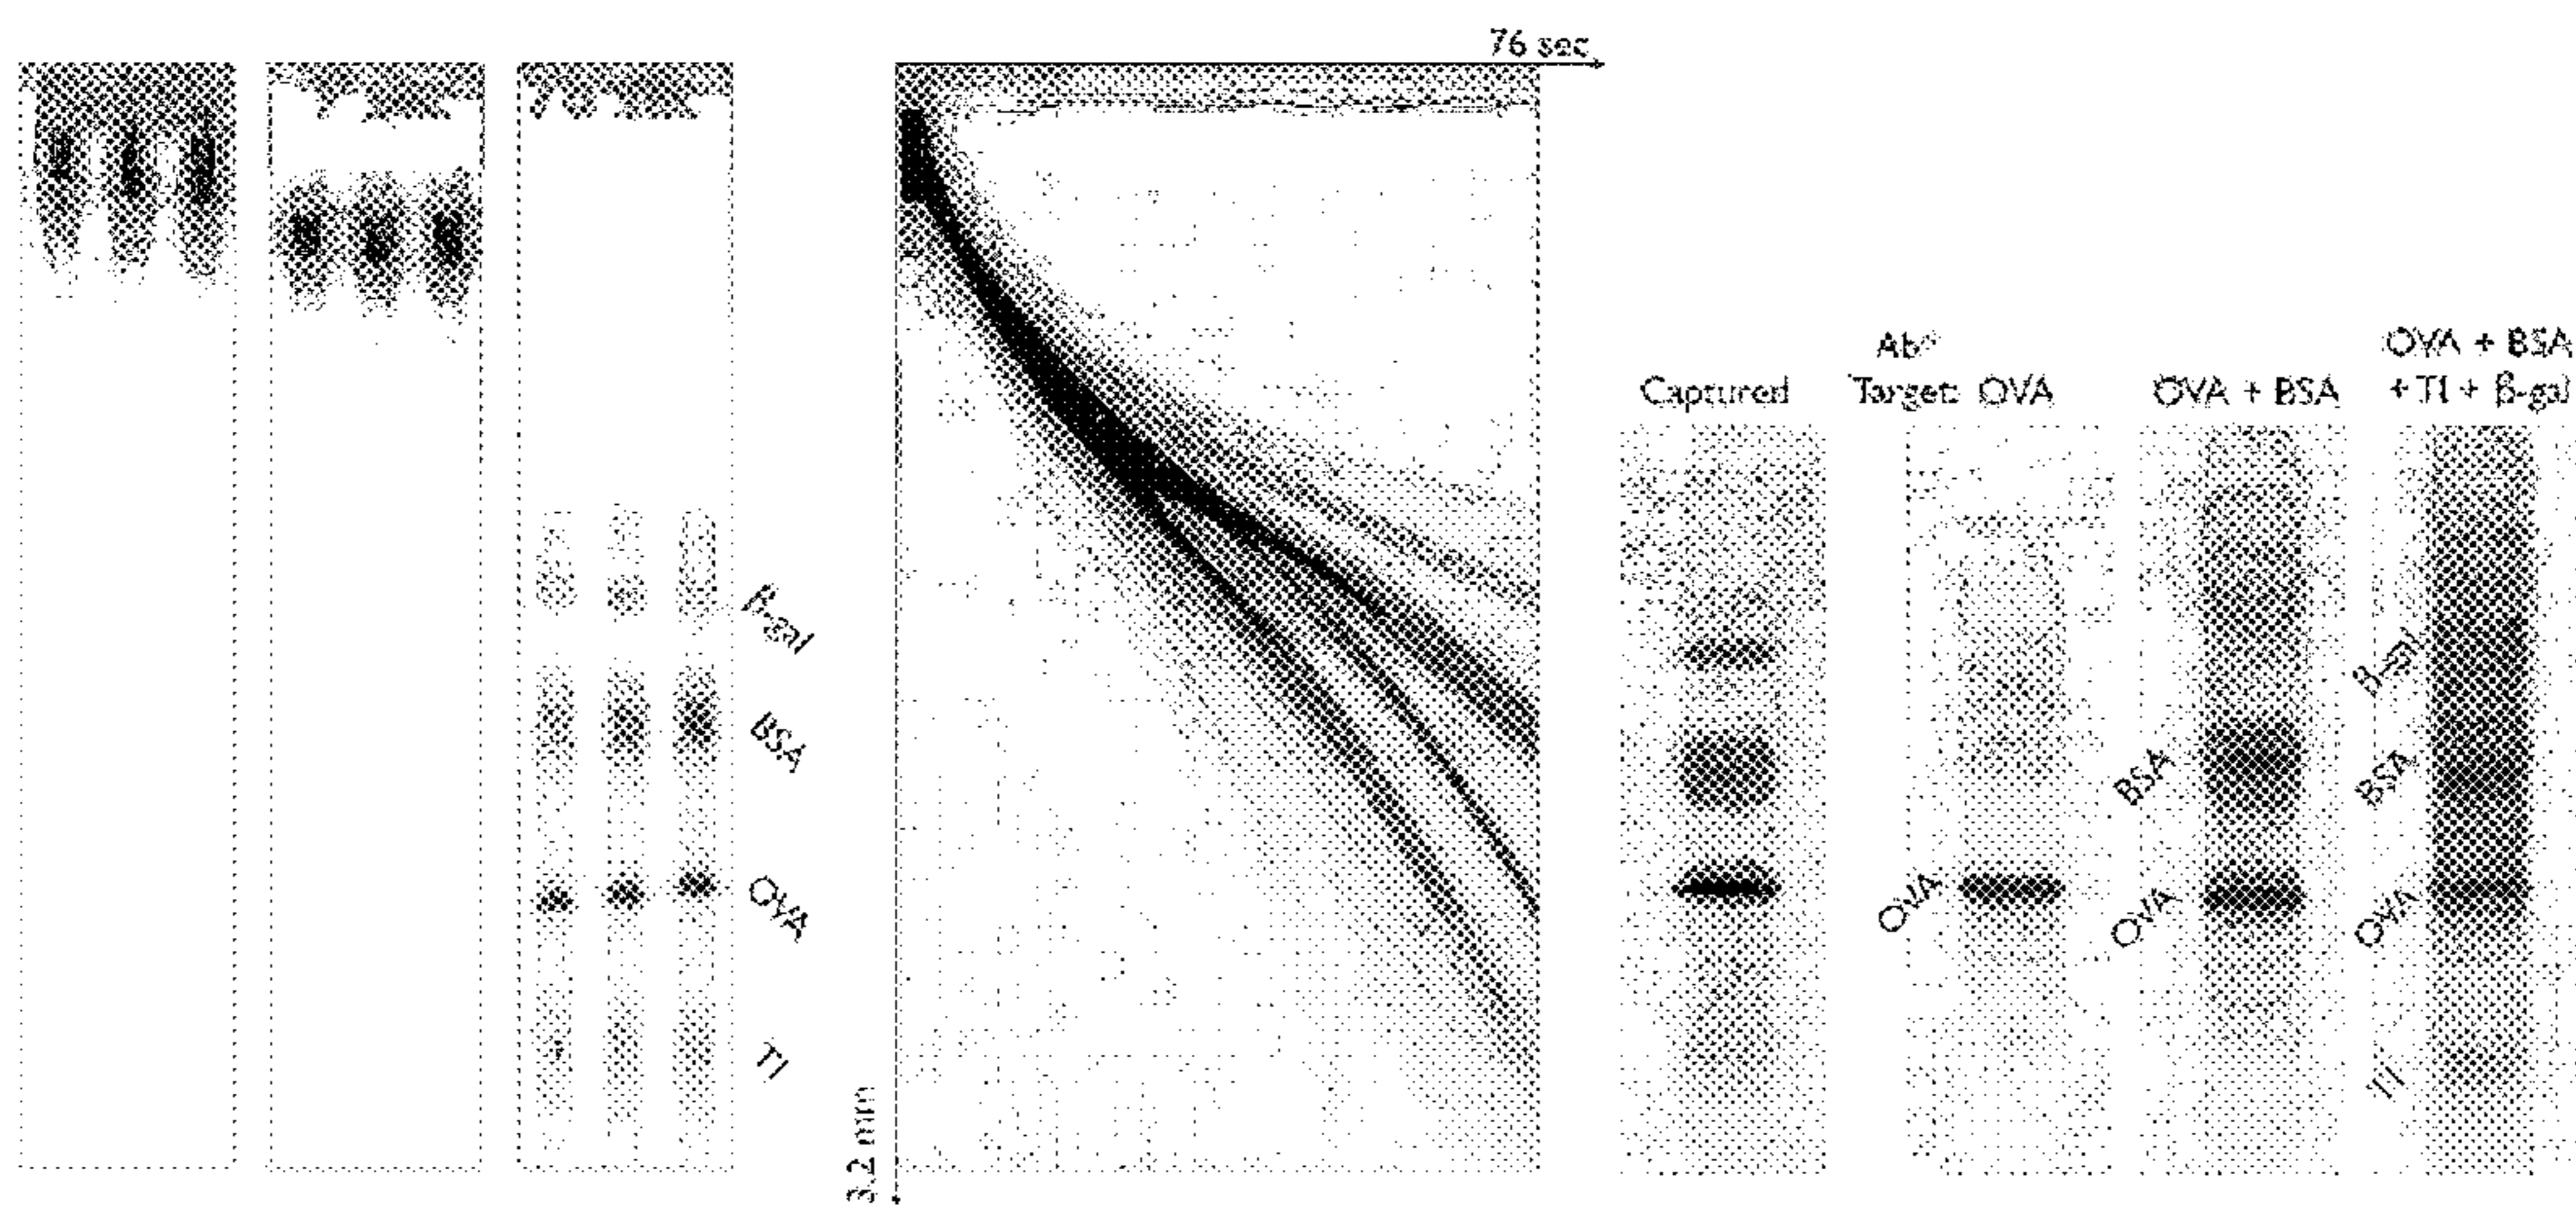 76 sec
β-gal
BSA
OVA
TI
3.2 mm
Captured
Ab*
Target: OVA
OVA
OVA + BSA
BSA
OVA
OVA + BSA
+ TI + β-gal
β-gal
BSA
OVA
TI